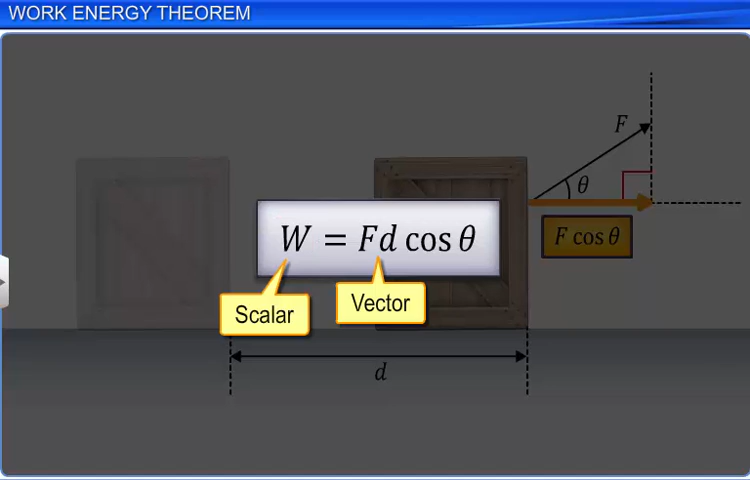 WORK ENERGY THEOREM
F
θ
W = Fd cos θ
F cos θ
Scalar
Vector
d